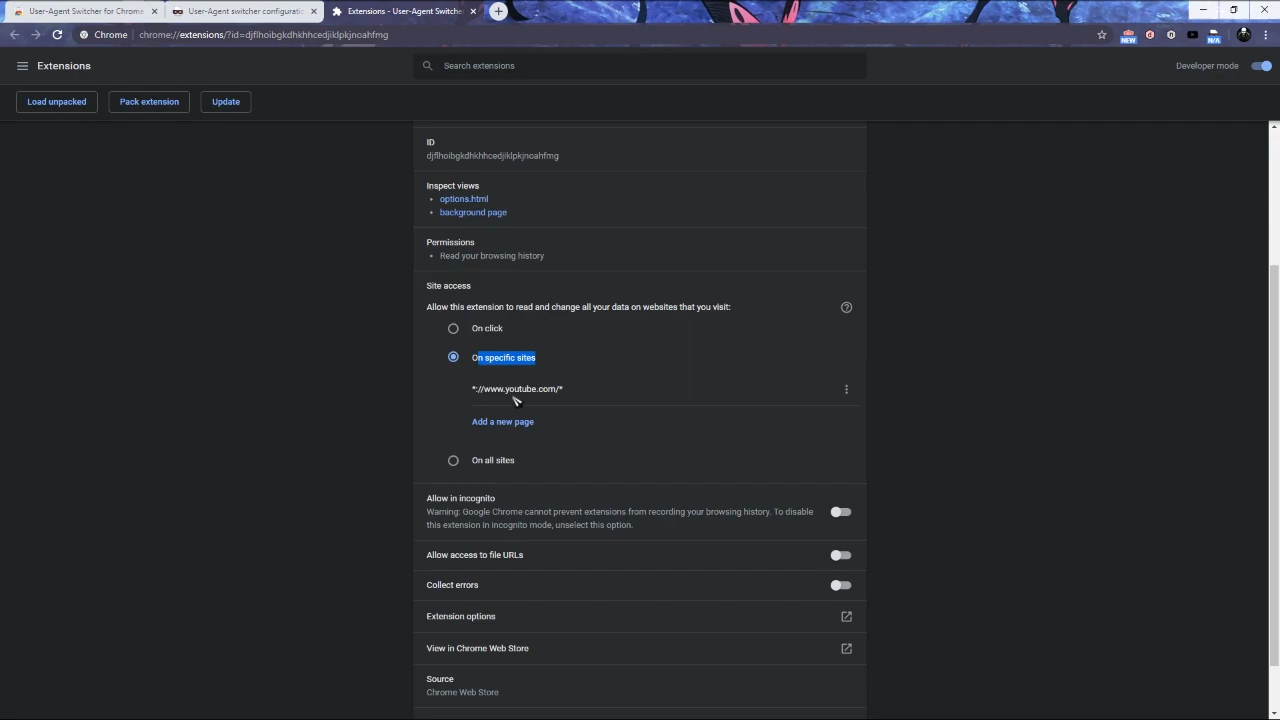 User-Agent Switcher for Chrome
User-Agent switcher configuratio
Extensions - User-Agent Switche
Chrome
chrome://extensions/?id=djflhoibgkdhkhhcedjiklpkjnoahfmg
NEW
N/A
Extensions
Search extensions
Developer mode
Load unpacked
Pack extension
Update
ID
djflhoibgkdhkhhcedjiklpkjnoahfmg
Inspect views
options.html
background page
Permissions
Read your browsing history
Site access
Allow this extension to read and change all your data on websites that you visit:
On click
On specific sites
*://www.youtube.com/*
Add a new page
On all sites
Allow in incognito
Warning: Google Chrome cannot prevent extensions from recording your browsing history. To disable
this extension in incognito mode, unselect this option.
Allow access to file URLs
Collect errors
Extension options
View in Chrome Web Store
Source
Chrome Web Store